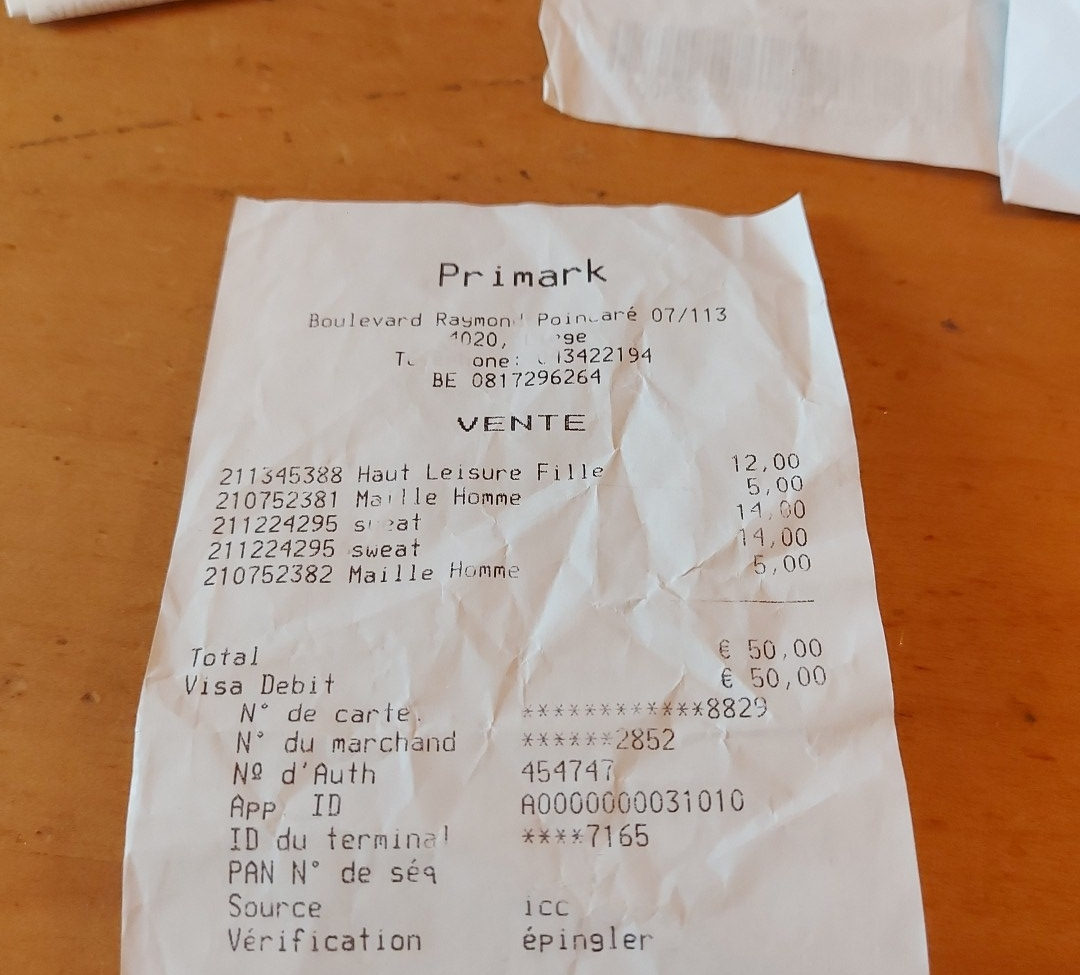 Primark
Boulevard Raymond Poincaré 07/113
BE 0817296264
VENTE
211345388 Haut Leisure Fille 12,00
210752381 Maille Homme 5,00
211224295 sweat 14,00
211224295 sweat 14,00
210752382 Maille Homme 5,00
Total € 50,00
Visa Debit € 50,00
N° de carte. ************8829
N° du marchand ******2852
Nº d'Auth 454747
App. ID A0000000031010
ID du terminal ****7165
PAN N° de séq
Source icc
Vérification épingler